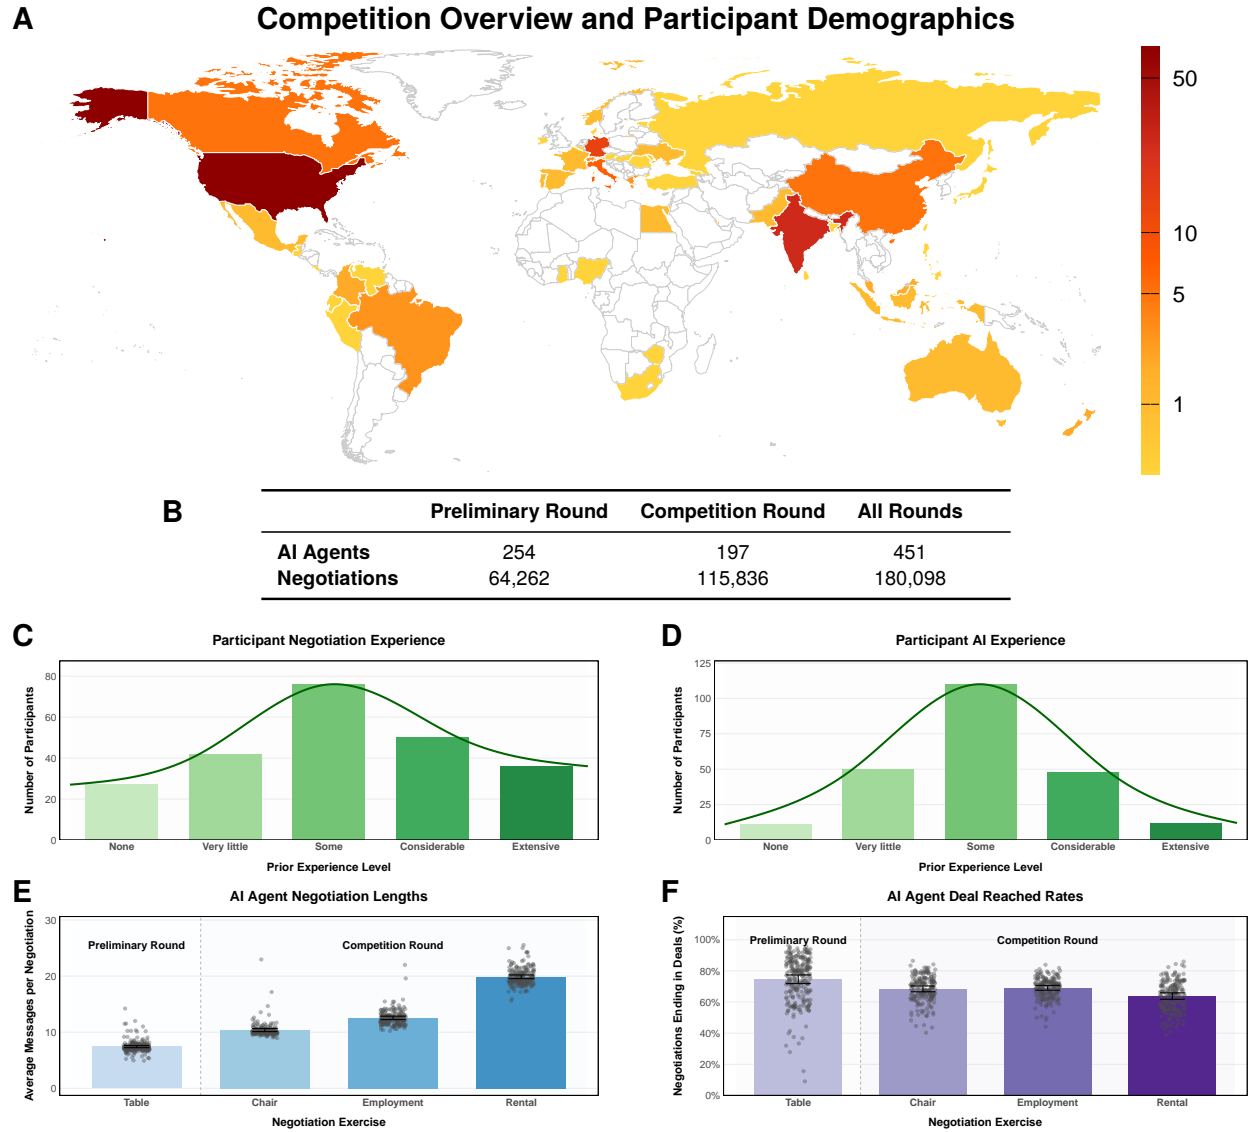 A
Competition Overview and Participant Demographics
50
10
5
1
B
Preliminary Round Competition Round All Rounds
AI Agents 254 197 451
Negotiations 64,262 115,836 180,098
C
Participant Negotiation Experience
Number of Participants
80
60
40
20
0
None Very little Some Considerable Extensive
Prior Experience Level
D
Participant AI Experience
Number of Participants
125
100
75
50
25
0
None Very little Some Considerable Extensive
Prior Experience Level
E
AI Agent Negotiation Lengths
Average Messages per Negotiation
30
20
10
0
Preliminary Round Competition Round
Table Chair Employment Rental
Negotiation Exercise
F
AI Agent Deal Reached Rates
Negotiations Ending in Deals (%)
100%
80%
60%
40%
20%
0%
Preliminary Round Competition Round
Table Chair Employment Rental
Negotiation Exercise